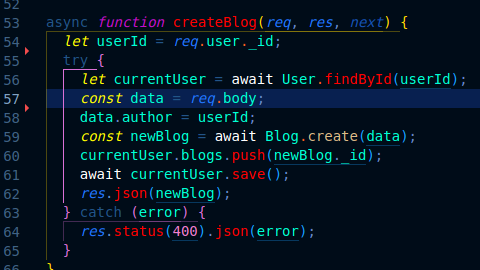 52
53 async function createBlog(req, res, next) {
54 let userId = req.user._id;
55 try {
56 let currentUser = await User.findById(userId);
57 const data = req.body;
58 data.author = userId;
59 const newBlog = await Blog.create(data);
60 currentUser.blogs.push(newBlog._id);
61 await currentUser.save();
62 res.json(newBlog);
63 } catch (error) {
64 res.status(400).json(error);
65 }
66 }